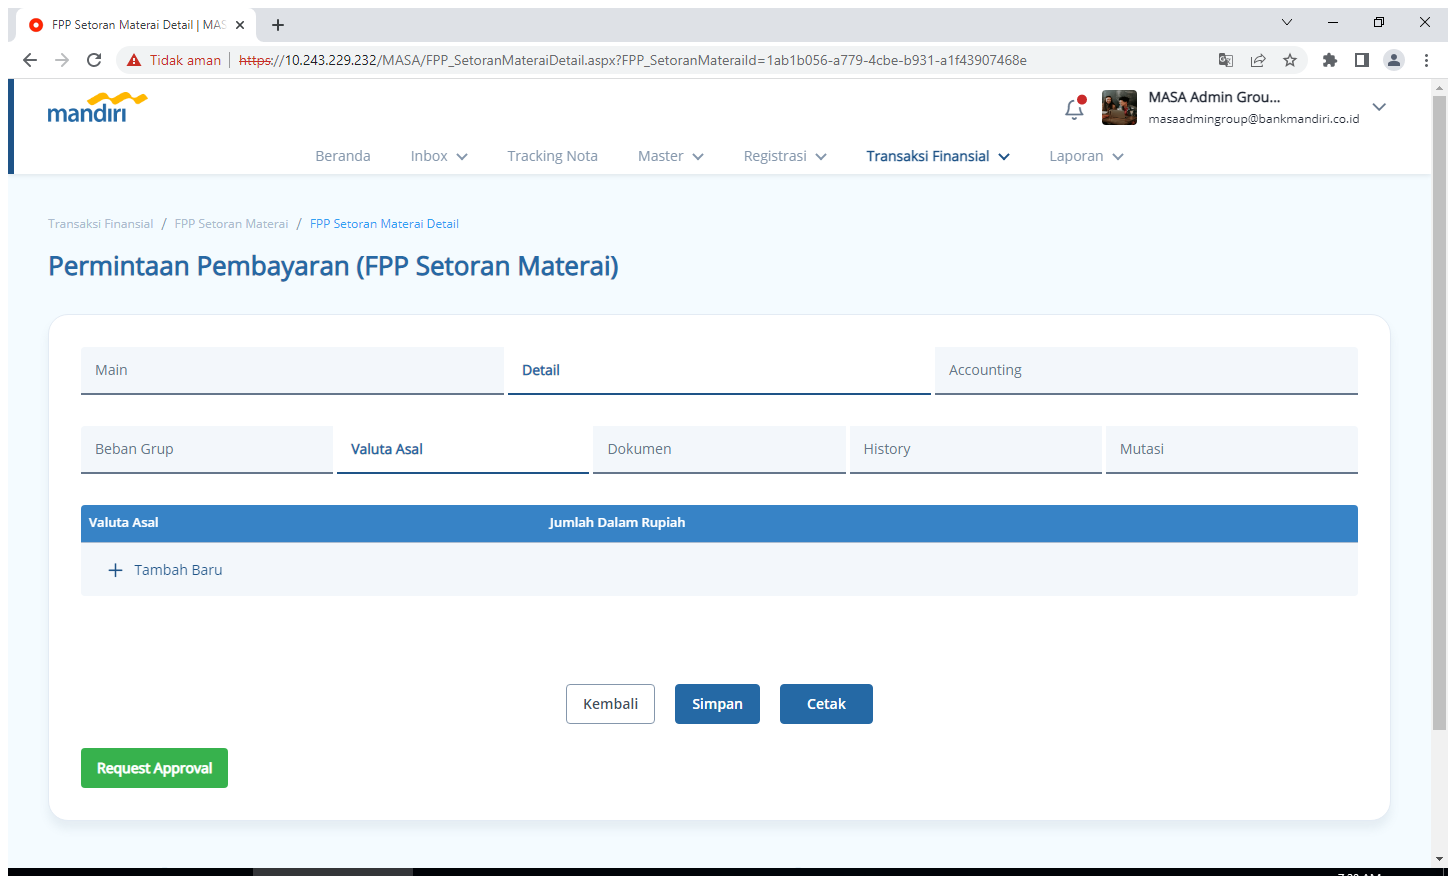 FPP Setoran Materai Detail | MAS
Tidak aman
https://10.243.229.232/MASA/FPP_SetoranMateraiDetail.aspx?FPP_SetoranMateraiId=1ab1b056-a779-4cbe-b931-a1f43907468e
mandiri
MASA Admin Grou...
masaadmingroup@bankmandiri.co.id
Beranda Inbox Tracking Nota Master Registrasi Transaksi Finansial Laporan
Transaksi Finansial / FPP Setoran Materai / FPP Setoran Materai Detail
Permintaan Pembayaran (FPP Setoran Materai)
Main Detail Accounting
Beban Grup Valuta Asal Dokumen History Mutasi
Valuta Asal Jumlah Dalam Rupiah
+ Tambah Baru
Kembali Simpan Cetak
Request Approval